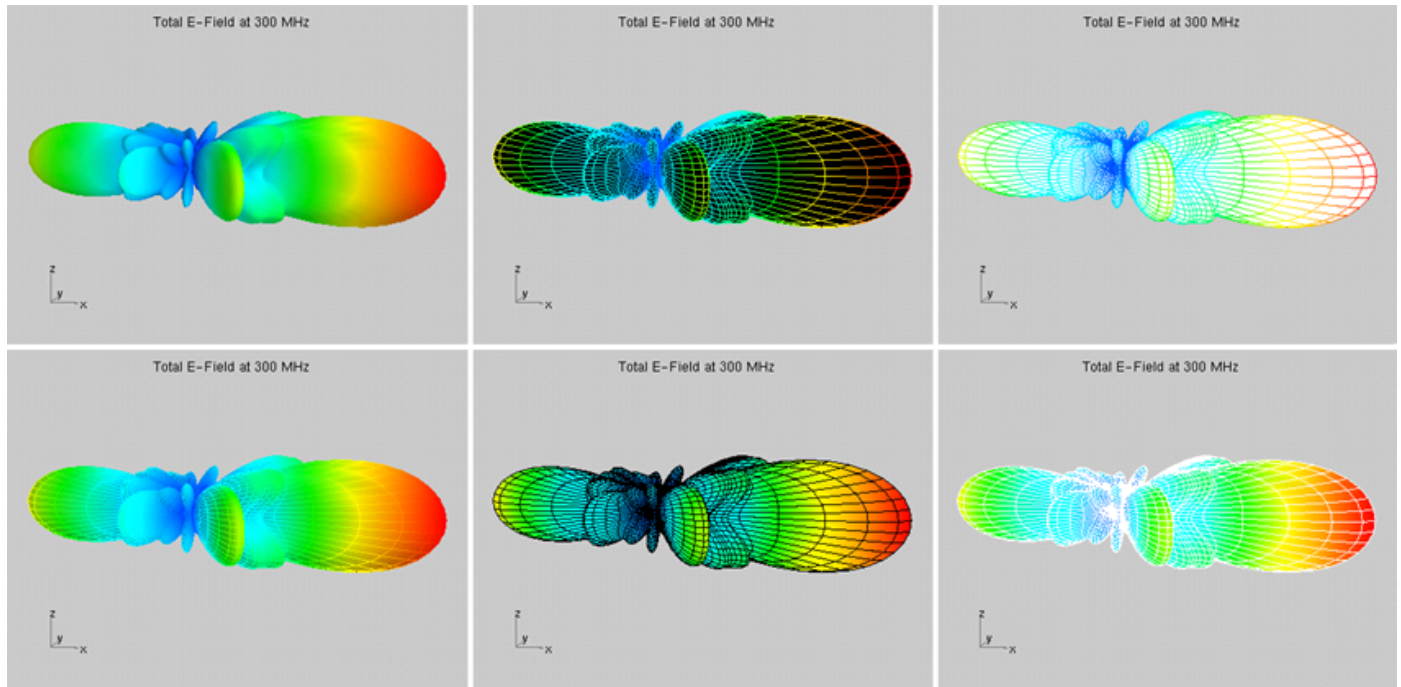 Total E-Field at 300 MHz
Total E-Field at 300 MHz
Total E-Field at 300 MHz
z
y
x
z
y
x
z
y
x
Total E-Field at 300 MHz
Total E-Field at 300 MHz
Total E-Field at 300 MHz
z
y
x
z
y
x
z
y
x